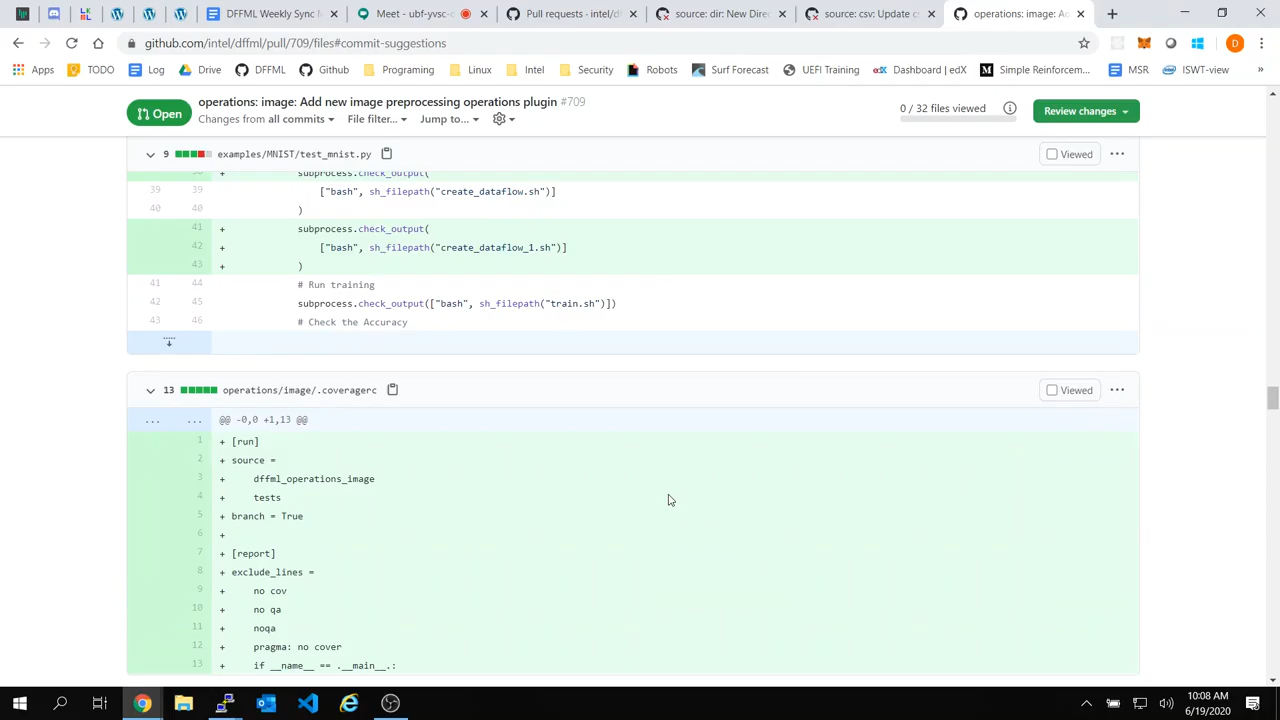 DFFML Weekly Sync M
Meet - ubf-yvsc-c
Pull requests · intel/df
source: dir: New Direc
source: csv: Update c
operations: image: Ad
github.com/intel/dffml/pull/709/files#commit-suggestions
D
Apps
TODO
Log
Drive
DFFML
Github
Programming
Linux
Intel
Security
Robots
Surf Forecast
UEFI Training
Dashboard | edX
Simple Reinforcem...
MSR
ISWT-view
»
Open
operations: image: Add new image preprocessing operations plugin #709
Changes from all commits
File filter...
Jump to...
0 / 32 files viewed
Review changes
9 examples/MNIST/test_mnist.py
Viewed
38 + subprocess.check_output(
39 39 ["bash", sh_filepath("create_dataflow.sh")]
40 40 )
41 + subprocess.check_output(
42 + ["bash", sh_filepath("create_dataflow_1.sh")]
43 + )
41 44 # Run training
42 45 subprocess.check_output(["bash", sh_filepath("train.sh")])
43 46 # Check the Accuracy
13 operations/image/.coveragerc
Viewed
... ... @@ -0,0 +1,13 @@
1 + [run]
2 + source =
3 + dffml_operations_image
4 + tests
5 + branch = True
6 +
7 + [report]
8 + exclude_lines =
9 + no cov
10 + no qa
11 + noqa
12 + pragma: no cover
13 + if __name__ == .__main__.:
10:08 AM
6/19/2020